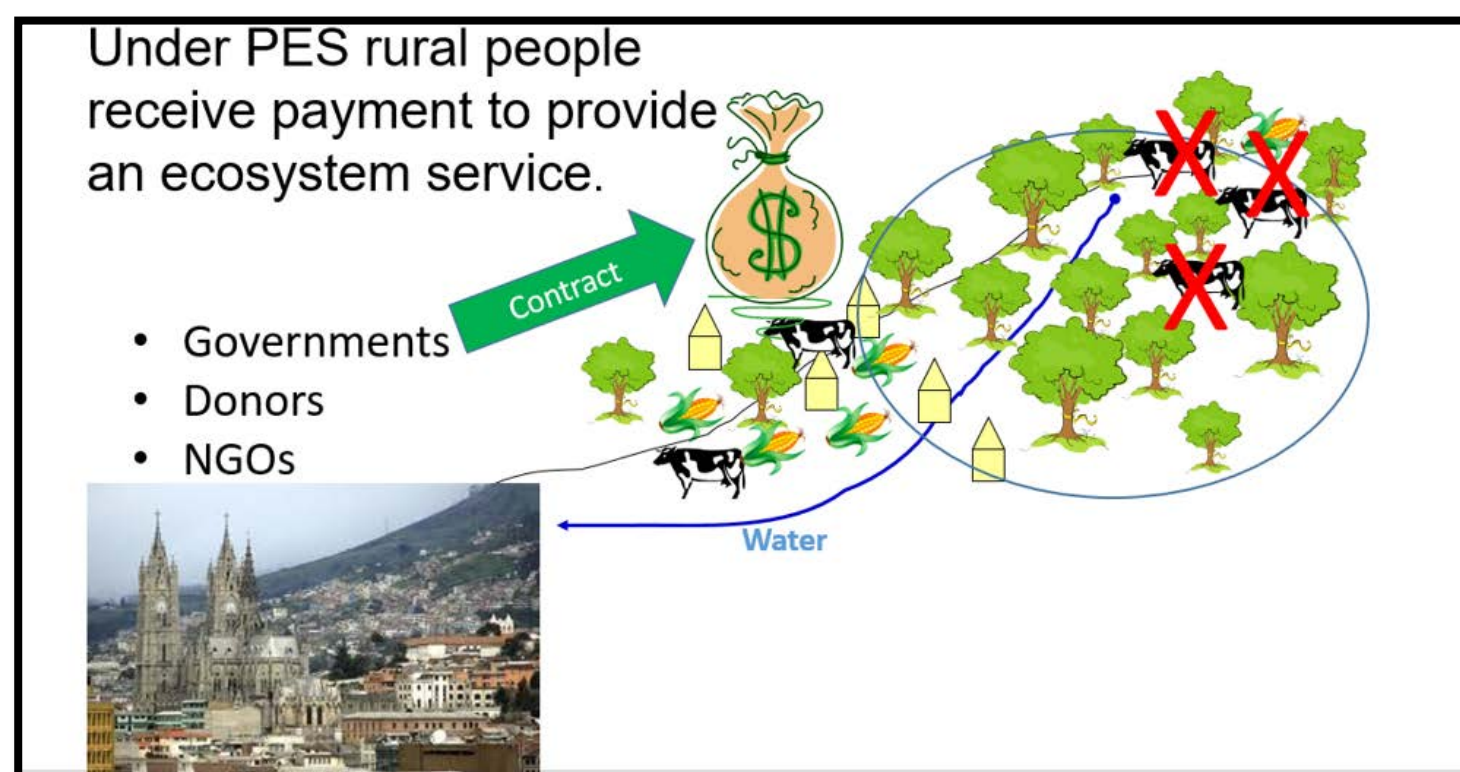 Under PES rural people
receive payment to provide
an ecosystem service.
Contract
• Governments
• Donors
• NGOs
Water